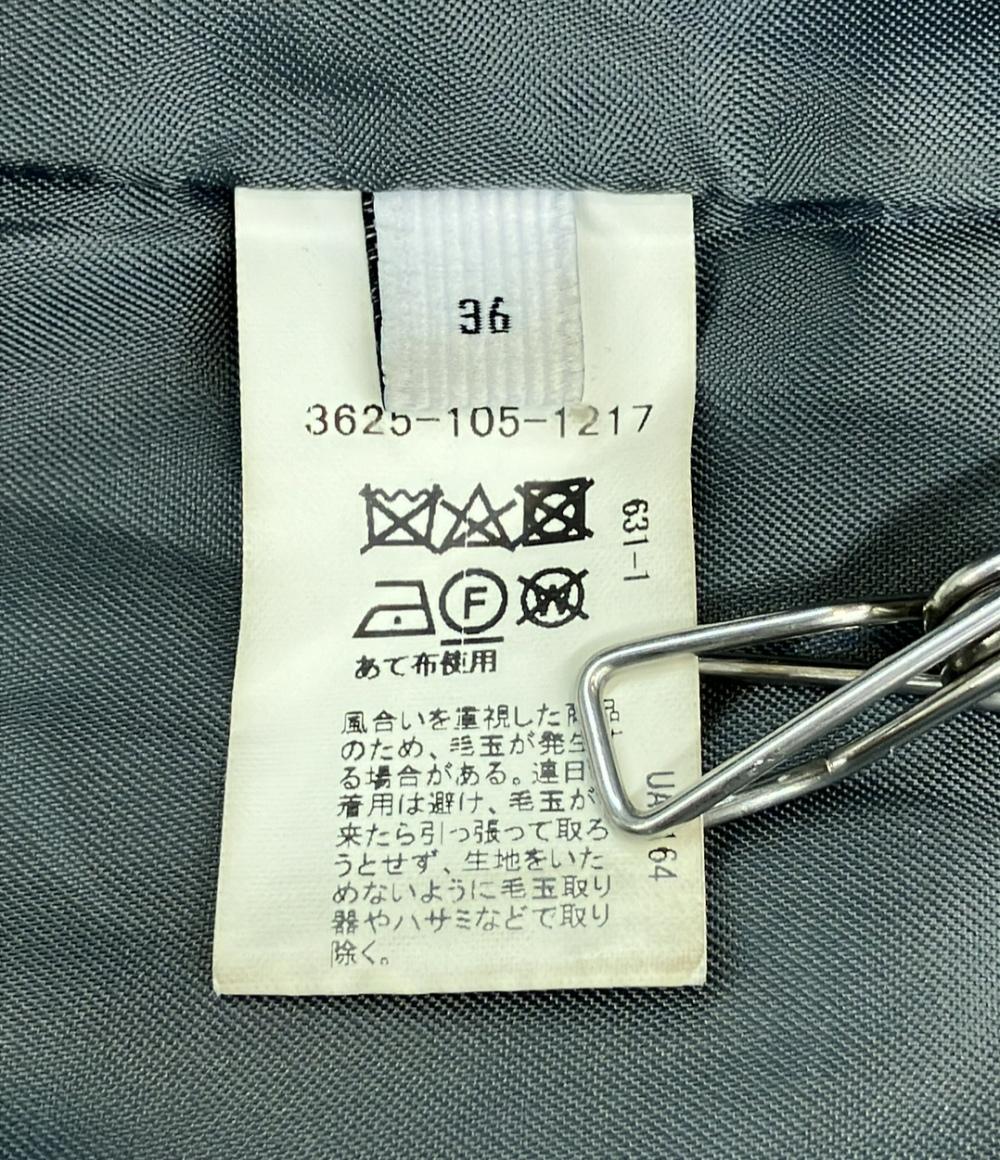 36
3625-105-1217
631-1
F
W
あて布使用
風合いを重視した商品
のため、毛玉が発生
る場合がある。連日
着用は避け、毛玉が
来たら引っ張って取ろ
うとせず、生地をいた
めないように毛玉取り
器やハサミなどで取り
除く。